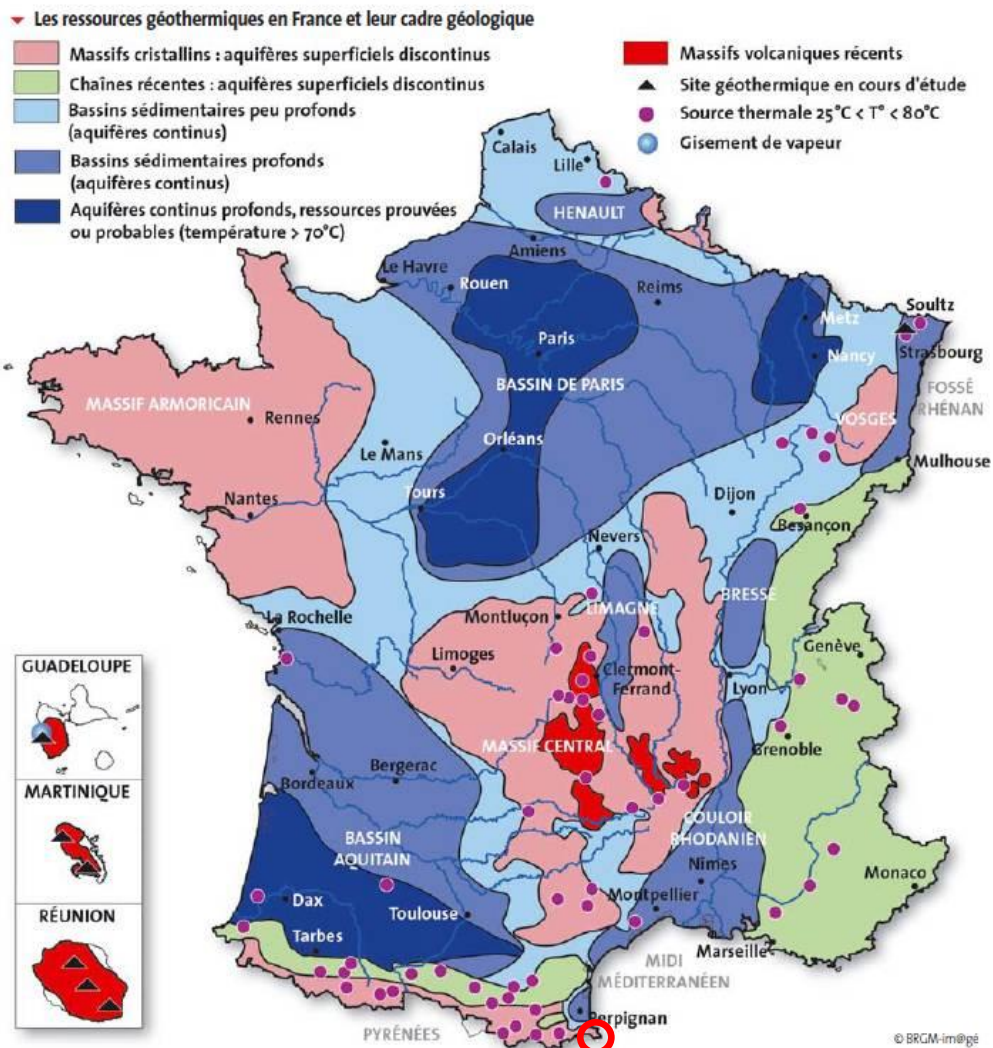 Les ressources géothermiques en France et leur cadre géologique
Massifs cristallins : aquifères superficiels discontinus
Chaînes récentes : aquifères superficiels discontinus
Bassins sédimentaires peu profonds
(aquifères continus)
Bassins sédimentaires profonds
(aquifères continus)
Aquifères continus profonds, ressources prouvées
ou probables (température > 70°C)
Massifs volcaniques récents
Site géothermique en cours d'étude
Source thermale 25°C < T° < 80°C
Gisement de vapeur
Calais
Lille
HENAULT
Amiens
Le Havre
Rouen
Reims
Soultz
Metz
Paris
Strasbourg
Nancy
BASSIN DE PARIS
FOSSÉ
RHÉNAN
MASSIF ARMORICAIN
Rennes
VOSGES
Orléans
Le Mans
Mulhouse
Tours
Nantes
Dijon
Besançon
Nevers
BRESSE
LIMAGNE
La Rochelle
Montluçon
Genève
Limoges
Clermont-
Ferrand
Lyon
GUADELOUPE
MASSIF CENTRAL
Grenoble
Bergerac
Bordeaux
MARTINIQUE
COULOIR
RHODANIEN
BASSIN
AQUITAIN
Nîmes
Monaco
Montpellier
Dax
Toulouse
RÉUNION
Tarbes
Marseille
MIDI
MÉDITERRANÉEN
Perpignan
PYRÉNÉES
© BRGM-im@gé